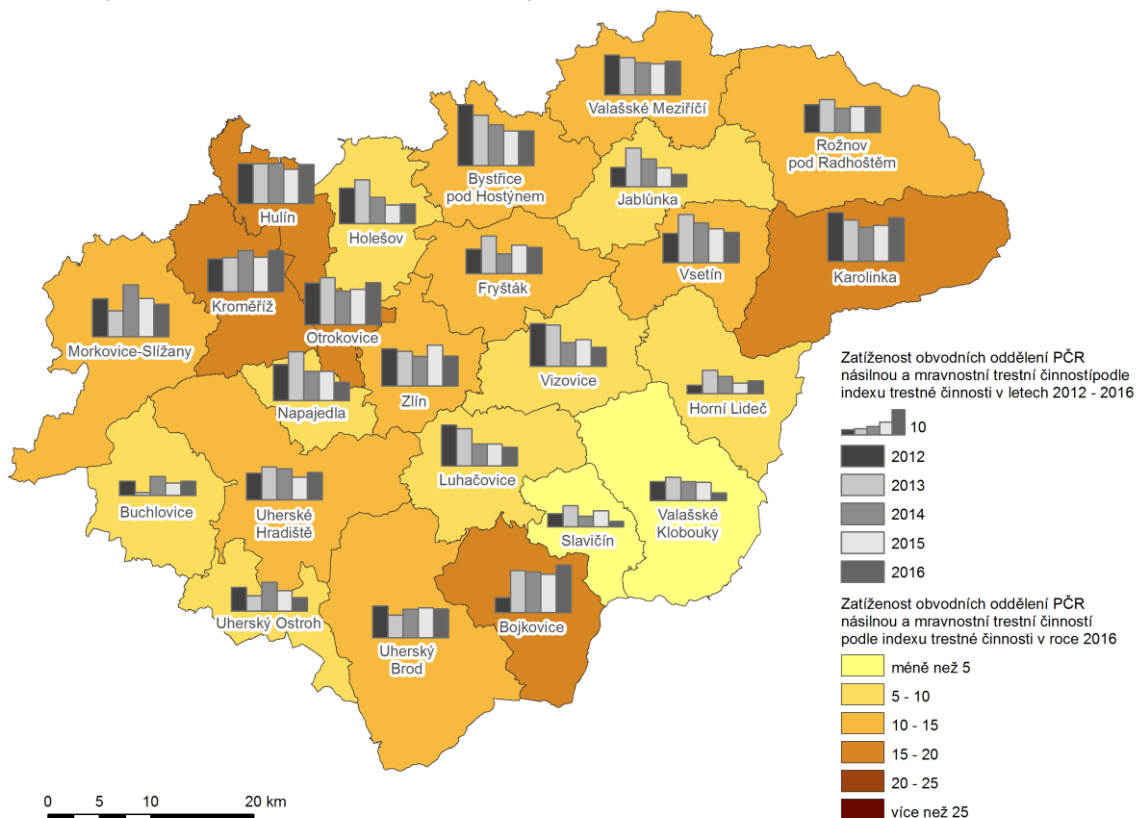 Valašské Meziříčí
Rožnov
pod Radhoštěm
Bystřice
pod Hostýnem
Jablůnka
Hulín
Holešov
Vsetín
Karolinka
Fryšták
Kroměříž
Otrokovice
Morkovice-Slížany
Vizovice
Zlín
Napajedla
Horní Lideč
Luhačovice
Buchlovice
Uherské
Hradiště
Valašské
Klobouky
Slavičín
Uherský Ostroh
Bojkovice
Uherský
Brod
Zatíženost obvodních oddělení PČR
násilnou a mravnostní trestní činnostípodle
indexu trestné činnosti v letech 2012 - 2016
10
2012
2013
2014
2015
2016
Zatíženost obvodních oddělení PČR
násilnou a mravnostní trestní činností
podle indexu trestné činnosti v roce 2016
méně než 5
5 - 10
10 - 15
15 - 20
20 - 25
více než 25
0 5 10 20 km